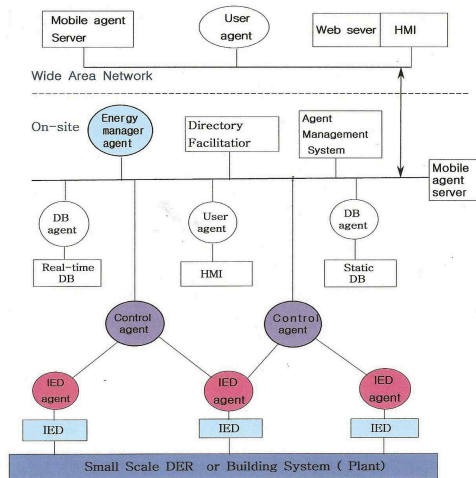 Mobile agent
Server
User
agent
Web sever
HMI
Wide Area Network
On-site
Energy
manager
agent
Directory
Facilitatior
Agent
Management
System
Mobile
agent
server
DB
agent
User
agent
DB
agent
Real-time
DB
HMI
Static
DB
Control
agent
Control
agent
IED
agent
IED
agent
IED
agent
IED
IED
IED
Small Scale DER or Building System ( Plant)